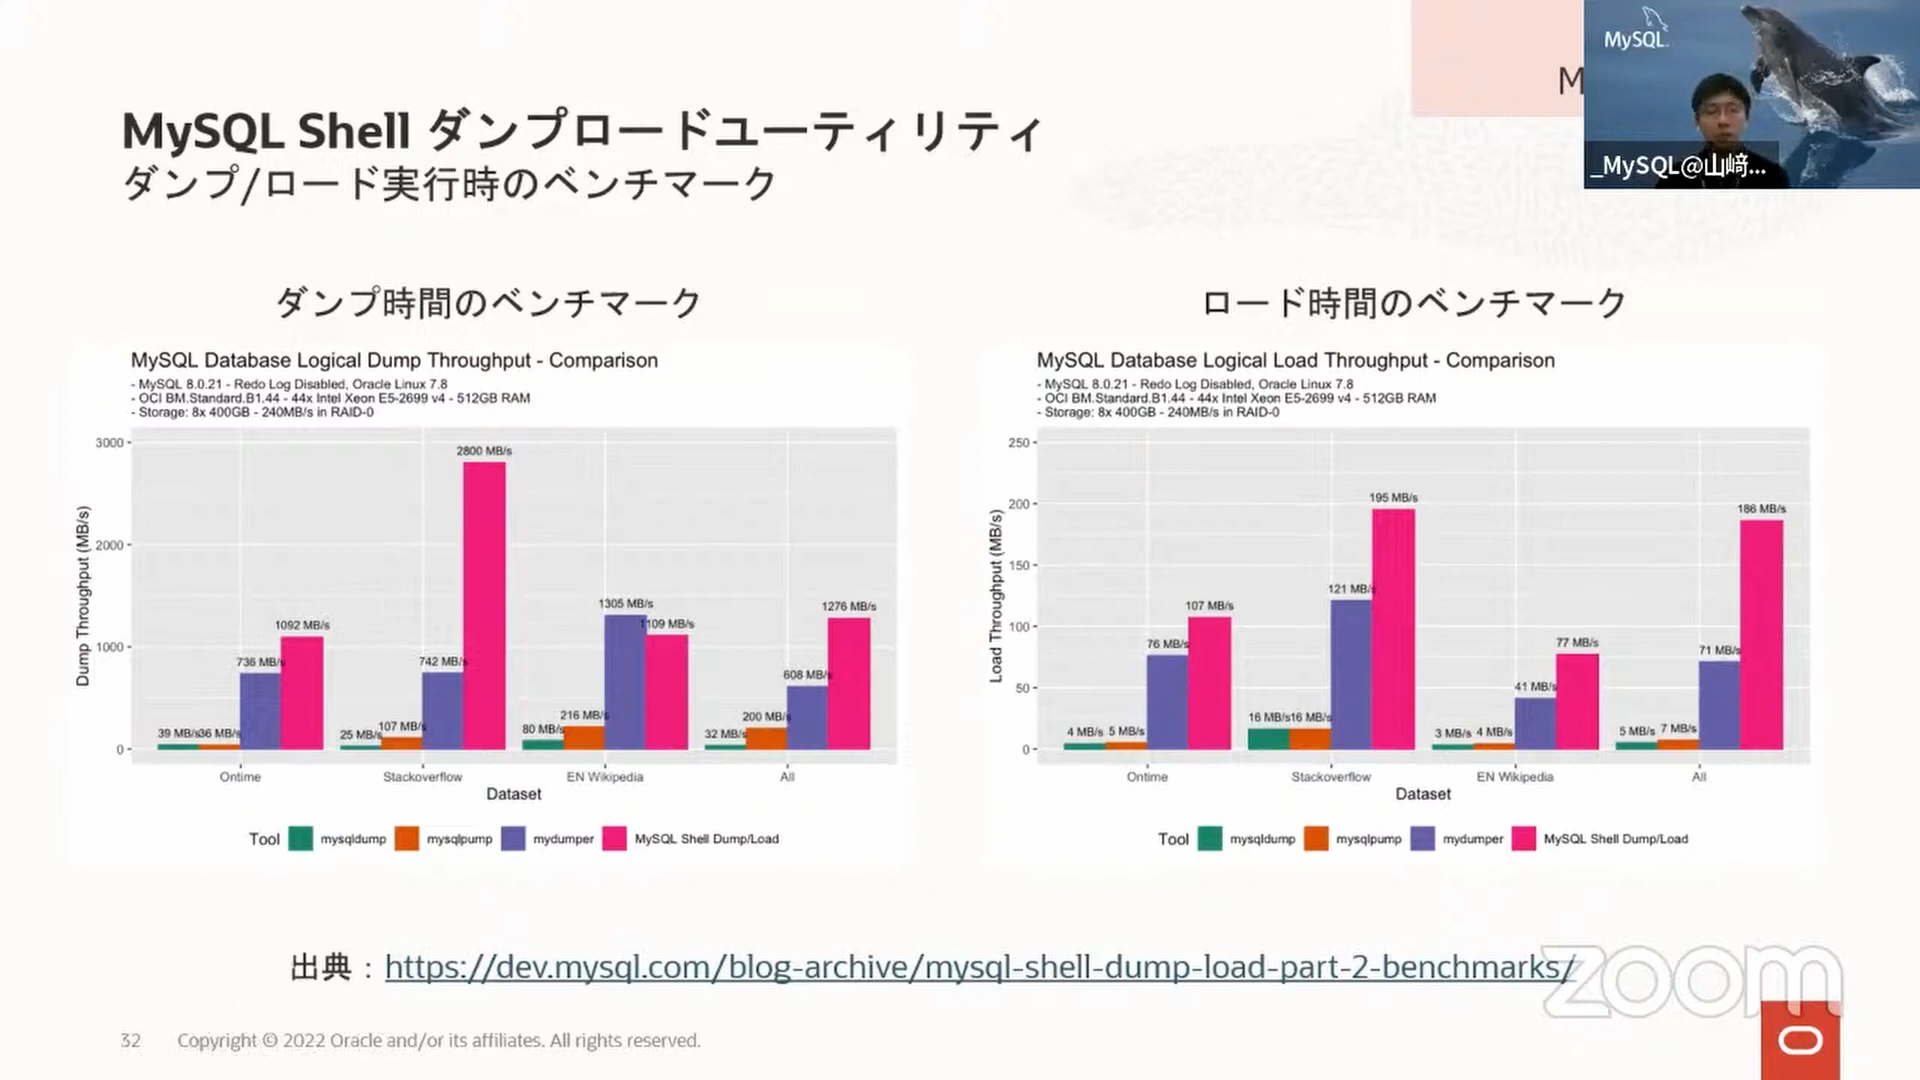 MySQL Shell ダンプロードユーティリティ
ダンプ/ロード実行時のベンチマーク
M
MySQL
_MySQL@山﨑...
ダンプ時間のベンチマーク
MySQL Database Logical Dump Throughput - Comparison
- MySQL 8.0.21 - Redo Log Disabled, Oracle Linux 7.8
- OCI BM.Standard.B1.44 - 44x Intel Xeon E5-2699 v4 - 512GB RAM
- Storage: 8x 400GB - 240MB/s in RAID-0
Dump Throughput (MB/s)
3000
2000
1000
0
39 MB/s 36 MB/s 736 MB/s 1092 MB/s
25 MB/s 107 MB/s 742 MB/s 2800 MB/s
80 MB/s 216 MB/s 1305 MB/s 1109 MB/s
32 MB/s 200 MB/s 608 MB/s 1276 MB/s
Ontime Stackoverflow EN Wikipedia All
Dataset
Tool mysqldump mysqlpump mydumper MySQL Shell Dump/Load
ロード時間のベンチマーク
MySQL Database Logical Load Throughput - Comparison
- MySQL 8.0.21 - Redo Log Disabled, Oracle Linux 7.8
- OCI BM.Standard.B1.44 - 44x Intel Xeon E5-2699 v4 - 512GB RAM
- Storage: 8x 400GB - 240MB/s in RAID-0
Load Throughput (MB/s)
250
200
150
100
50
0
4 MB/s 5 MB/s 76 MB/s 107 MB/s
16 MB/s 16 MB/s 121 MB/s 195 MB/s
3 MB/s 4 MB/s 41 MB/s 77 MB/s
5 MB/s 7 MB/s 71 MB/s 186 MB/s
Ontime Stackoverflow EN Wikipedia All
Dataset
Tool mysqldump mysqlpump mydumper MySQL Shell Dump/Load
出典：https://dev.mysql.com/blog-archive/mysql-shell-dump-load-part-2-benchmarks/
zoom
32 Copyright © 2022 Oracle and/or its affiliates. All rights reserved.